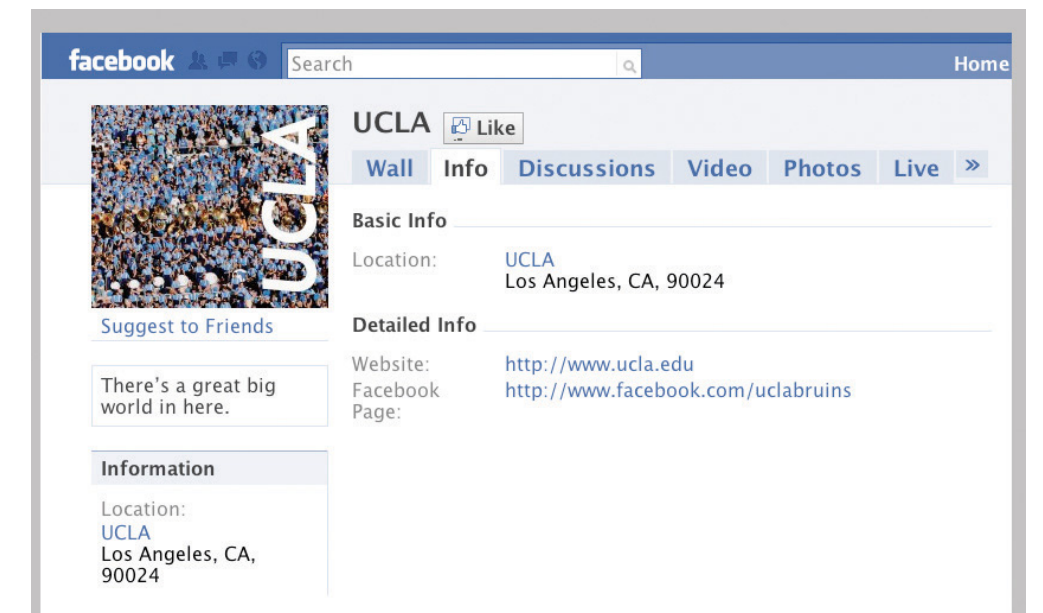 facebook Search Home
UCLA
UCLA Like
Wall Info Discussions Video Photos Live »
Suggest to Friends
There's a great big
world in here.
Information
Location:
UCLA
Los Angeles, CA,
90024
Basic Info
Location: UCLA
Los Angeles, CA, 90024
Detailed Info
Website: http://www.ucla.edu
Facebook http://www.facebook.com/uclabruins
Page: